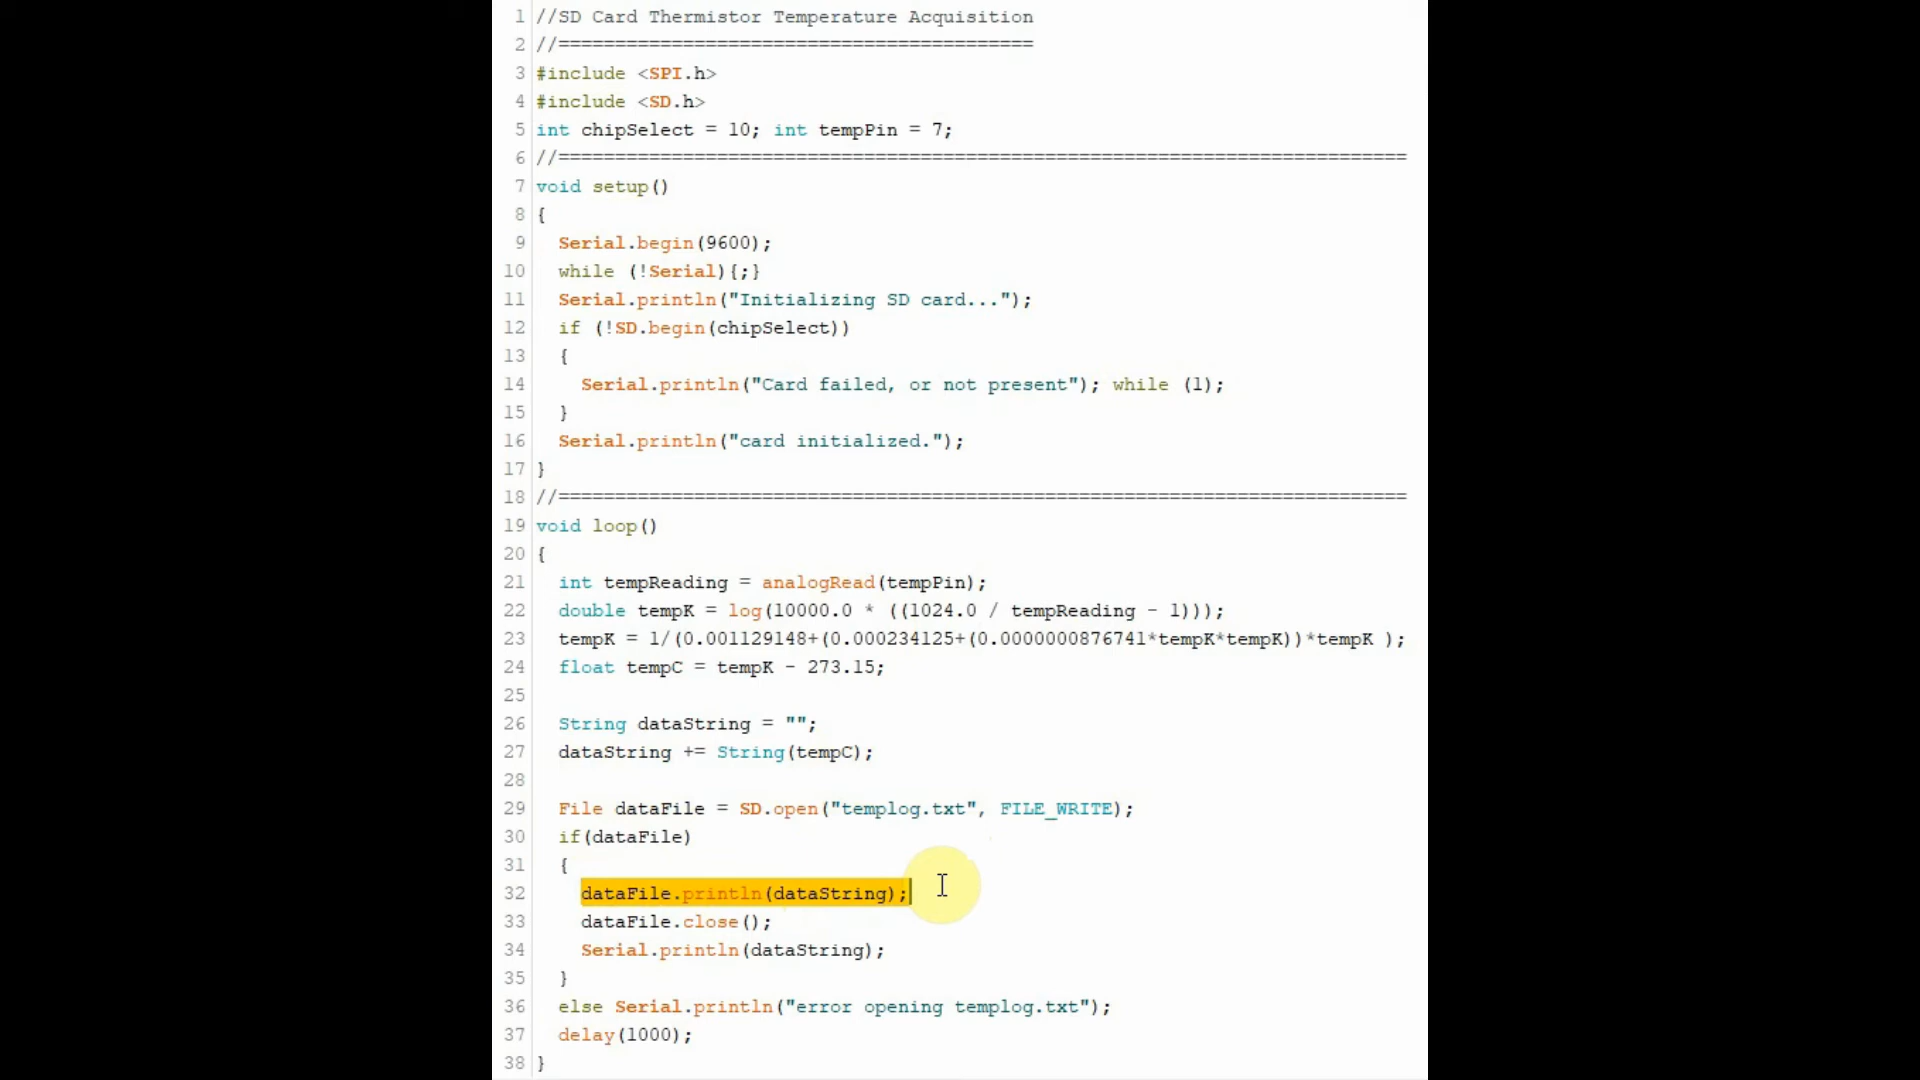 1 //SD Card Thermistor Temperature Acquisition
2 //==========================================
3 #include <SPI.h>
4 #include <SD.h>
5 int chipSelect = 10; int tempPin = 7;
6 //===========================================================================
7 void setup()
8 {
9 Serial.begin(9600);
10 while (!Serial){;}
11 Serial.println("Initializing SD card...");
12 if (!SD.begin(chipSelect))
13 {
14 Serial.println("Card failed, or not present"); while (1);
15 }
16 Serial.println("card initialized.");
17 }
18 //===========================================================================
19 void loop()
20 {
21 int tempReading = analogRead(tempPin);
22 double tempK = log(10000.0 * ((1024.0 / tempReading - 1)));
23 tempK = 1/(0.001129148+(0.000234125+(0.0000000876741*tempK*tempK))*tempK );
24 float tempC = tempK - 273.15;
25
26 String dataString = "";
27 dataString += String(tempC);
28
29 File dataFile = SD.open("templog.txt", FILE_WRITE);
30 if(dataFile)
31 {
32 dataFile.println(dataString);
33 dataFile.close();
34 Serial.println(dataString);
35 }
36 else Serial.println("error opening templog.txt");
37 delay(1000);
38 }